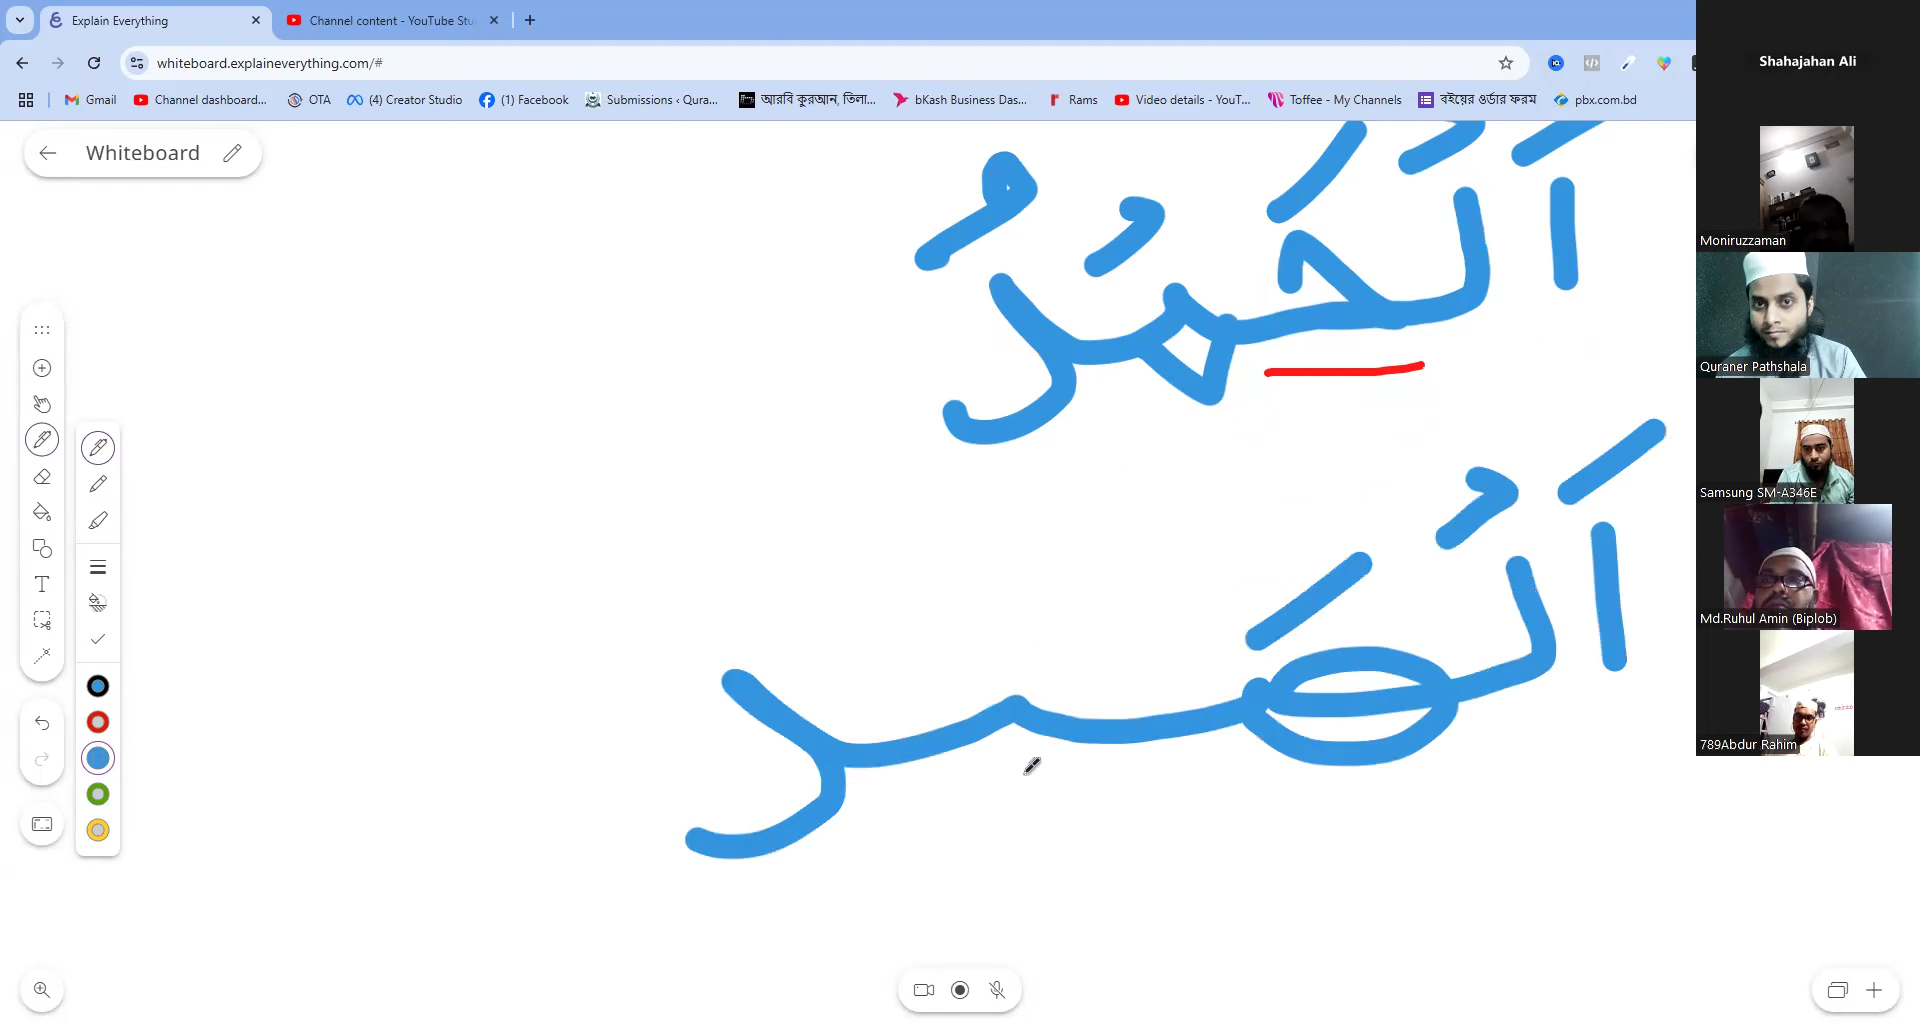 Explain Everything
Channel content - YouTube Stu
whiteboard.explaineverything.com/#
Gmail
Channel dashboard...
OTA
(4) Creator Studio
(1) Facebook
Submissions ‹ Qura...
আরবি কুরআন, তিলা...
bKash Business Das...
Rams
Video details - YouT...
Toffee - My Channels
বইয়ের অর্ডার ফরম
pbx.com.bd
Whiteboard
اَلْحَمْدُ
اَلْصَمد
Shahajahan Ali
Moniruzzaman
Quraner Pathshala
Samsung SM-A346E
Md.Ruhul Amin (Biplob)
789Abdur Rahim